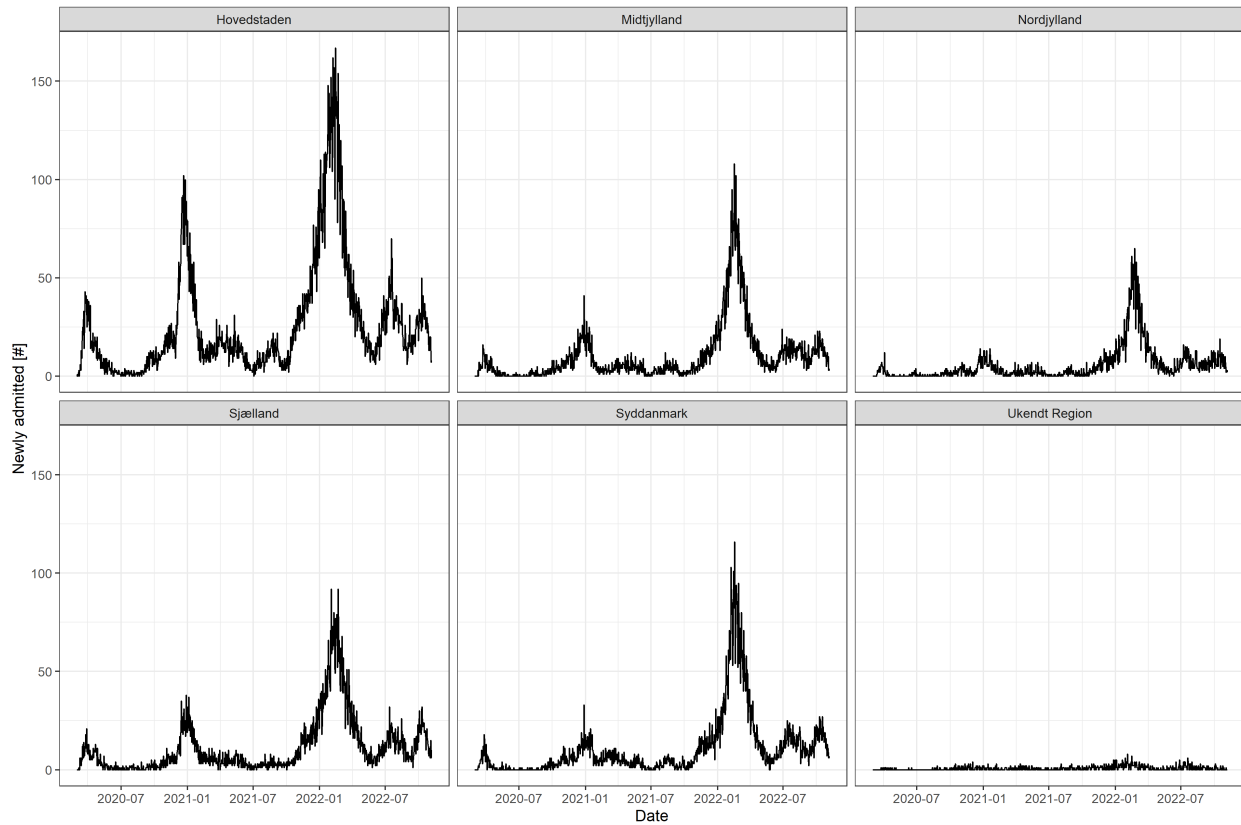 Hovedstaden Midtjylland Nordjylland
150
100
50
0
Sjælland Syddanmark Ukendt Region
150
100
50
0
2020-07 2021-01 2021-07 2022-01 2022-07 2020-07 2021-01 2021-07 2022-01 2022-07 2020-07 2021-01 2021-07 2022-01 2022-07
Date
Newly admitted [#]